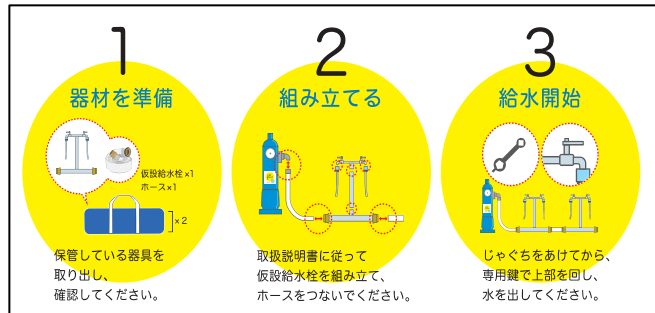 1
器材を準備
仮設給水栓×1
ホース×1
×2
保管している器具を
取り出し、
確認してください。
2
組み立てる
取扱説明書に従って
仮設給水栓を組み立て、
ホースをつないでください。
3
給水開始
じゃぐちをあけてから、
専用鍵で上部を回し、
水を出してください。